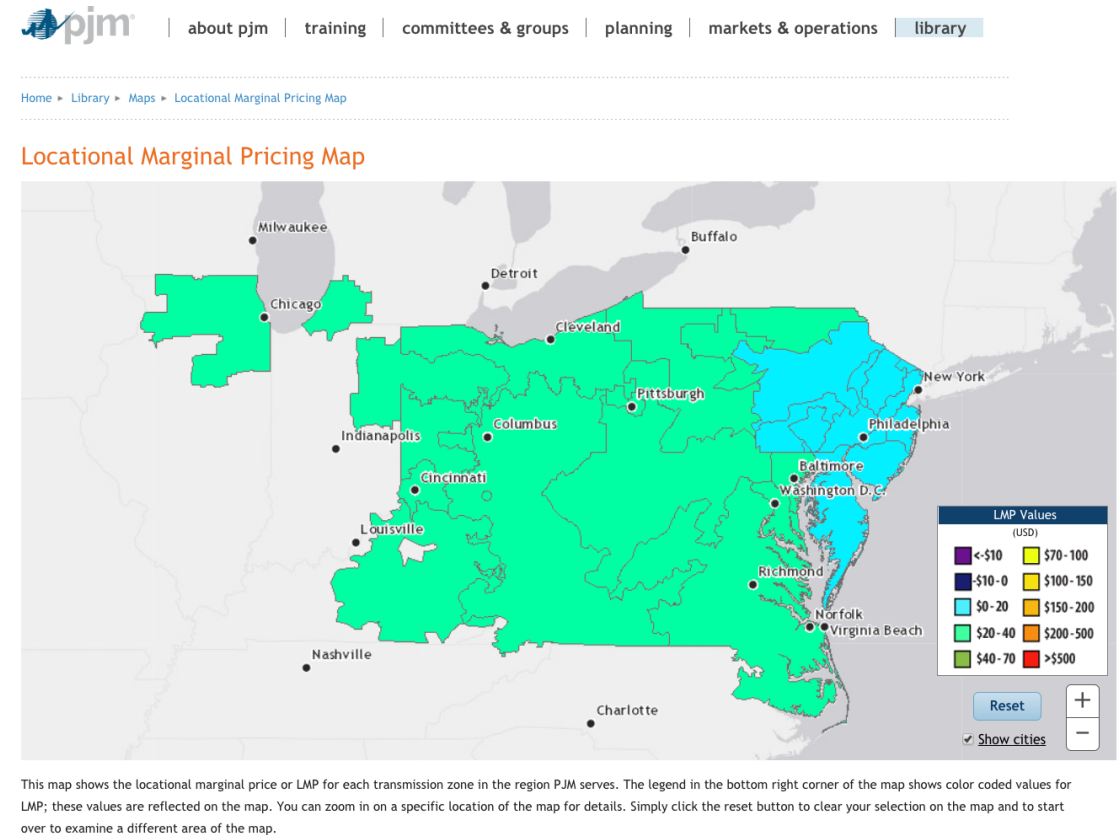 pjm®
about pjm
training
committees & groups
planning
markets & operations
library
Home ▸ Library ▸ Maps ▸ Locational Marginal Pricing Map
Locational Marginal Pricing Map
Milwaukee
Buffalo
Detroit
Chicago
Cleveland
New York
Pittsburgh
Columbus
Philadelphia
Indianapolis
Baltimore
Cincinnati
Washington D.C.
Louisville
Richmond
Norfolk
Virginia Beach
Nashville
Charlotte
LMP Values
(USD)
<-$10
$70-100
-$10-0
$100-150
$0-20
$150-200
$20-40
$200-500
$40-70
>$500
Reset
+
−
Show cities
This map shows the locational marginal price or LMP for each transmission zone in the region PJM serves. The legend in the bottom right corner of the map shows color coded values for
LMP; these values are reflected on the map. You can zoom in on a specific location of the map for details. Simply click the reset button to clear your selection on the map and to start
over to examine a different area of the map.